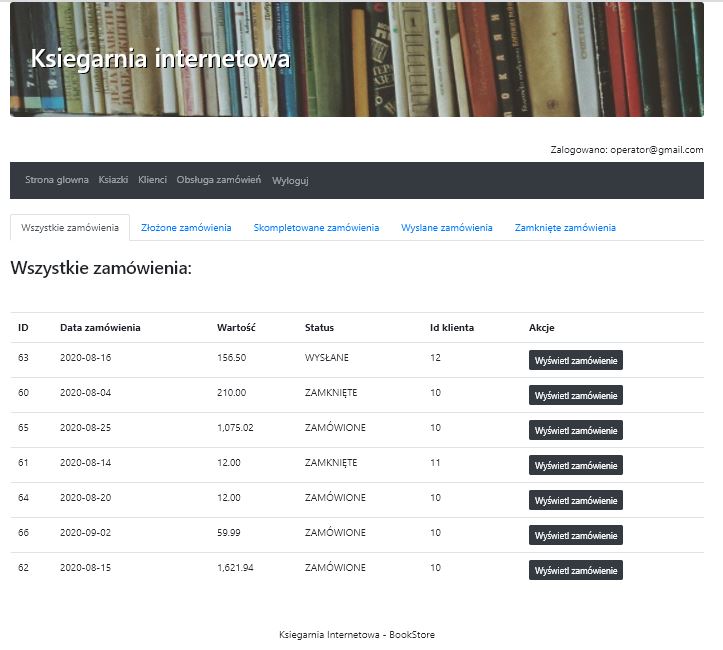 Ksiegarnia internetowa
Zalogowano: operator@gmail.com
Strona glowna Ksiazki Klienci Obsługa zamówień Wyloguj
Wszystkie zamówienia Złożone zamówienia Skompletowane zamówienia Wyslane zamówienia Zamknięte zamówienia
Wszystkie zamówienia:
ID Data zamówienia Wartość Status Id klienta Akcje
63 2020-08-16 156.50 WYSŁANE 12 Wyświetl zamówienie
60 2020-08-04 210.00 ZAMKNIĘTE 10 Wyświetl zamówienie
65 2020-08-25 1,075.02 ZAMÓWIONE 10 Wyświetl zamówienie
61 2020-08-14 12.00 ZAMKNIĘTE 11 Wyświetl zamówienie
64 2020-08-20 12.00 ZAMÓWIONE 10 Wyświetl zamówienie
66 2020-09-02 59.99 ZAMÓWIONE 10 Wyświetl zamówienie
62 2020-08-15 1,621.94 ZAMÓWIONE 10 Wyświetl zamówienie
Ksiegarnia Internetowa - BookStore